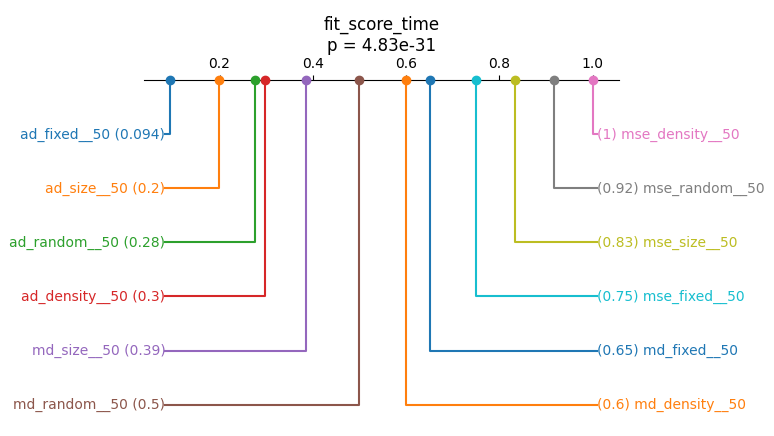 fit_score_time
p = 4.83e-31
0.2 0.4 0.6 0.8 1.0
ad_fixed__50 (0.094) (1) mse_density__50
ad_size__50 (0.2) (0.92) mse_random__50
ad_random__50 (0.28) (0.83) mse_size__50
ad_density__50 (0.3) (0.75) mse_fixed__50
md_size__50 (0.39) (0.65) md_fixed__50
md_random__50 (0.5) (0.6) md_density__50